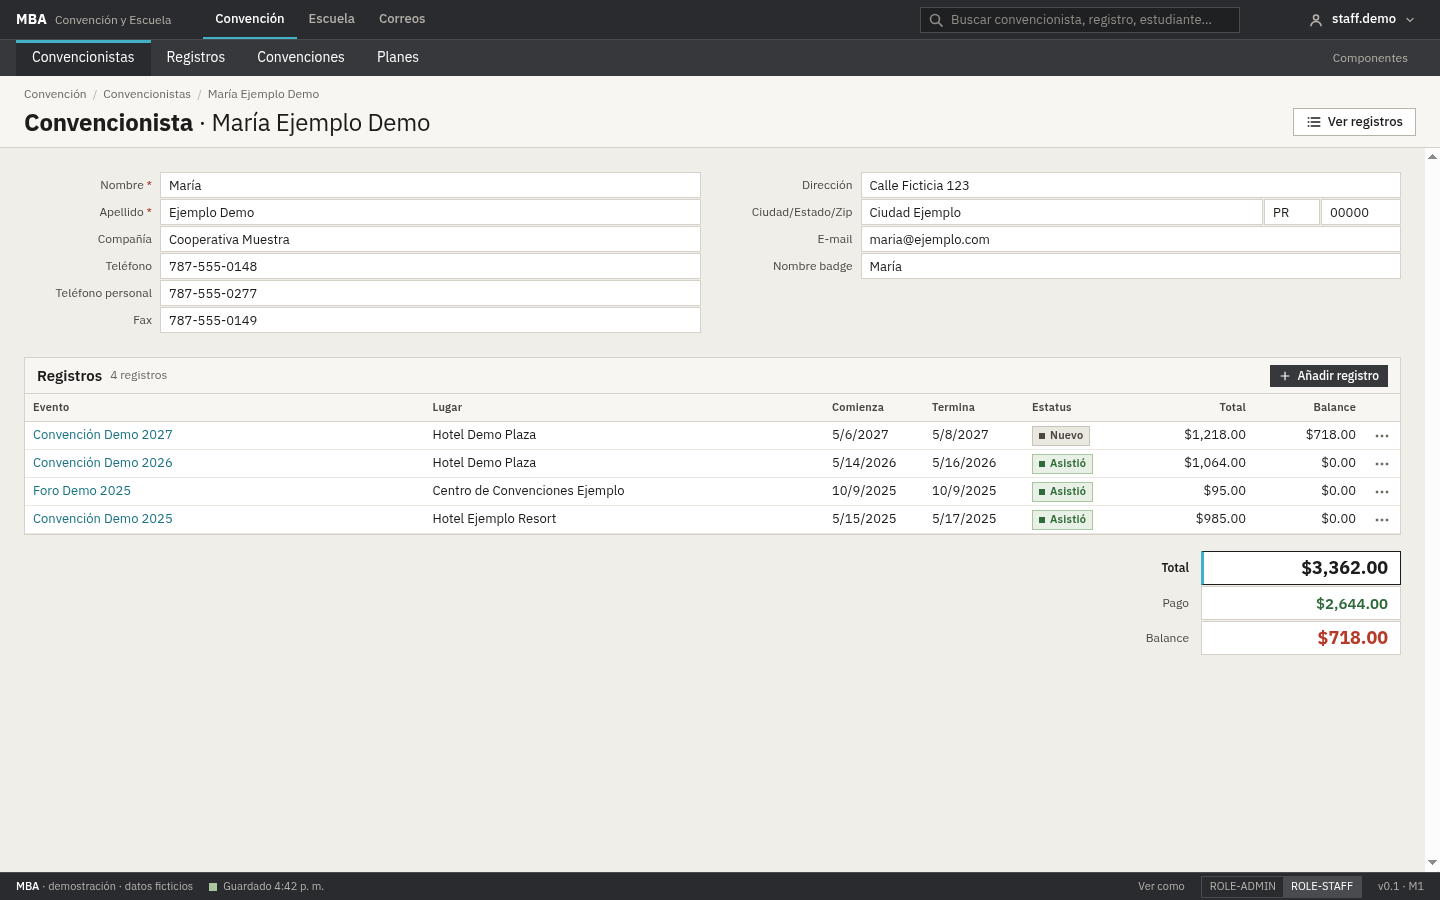 MBA Convención y Escuela Convención Escuela Correos Buscar convencionista, registro, estudiante... staff.demo
Convencionistas Registros Convenciones Planes Componentes
Convención / Convencionistas / María Ejemplo Demo
Convencionista · María Ejemplo Demo Ver registros
Nombre * María Dirección Calle Ficticia 123
Apellido * Ejemplo Demo Ciudad/Estado/Zip Ciudad Ejemplo PR 00000
Compañía Cooperativa Muestra E-mail maria@ejemplo.com
Teléfono 787-555-0148 Nombre badge María
Teléfono personal 787-555-0277
Fax 787-555-0149
Registros 4 registros + Añadir registro
Evento Lugar Comienza Termina Estatus Total Balance
Convención Demo 2027 Hotel Demo Plaza 5/6/2027 5/8/2027 Nuevo $1,218.00 $718.00 ...
Convención Demo 2026 Hotel Demo Plaza 5/14/2026 5/16/2026 Asistió $1,064.00 $0.00 ...
Foro Demo 2025 Centro de Convenciones Ejemplo 10/9/2025 10/9/2025 Asistió $95.00 $0.00 ...
Convención Demo 2025 Hotel Ejemplo Resort 5/15/2025 5/17/2025 Asistió $985.00 $0.00 ...
Total $3,362.00
Pago $2,644.00
Balance $718.00
MBA · demostración · datos ficticios Guardado 4:42 p. m. Ver como ROLE-ADMIN ROLE-STAFF v0.1 · M1